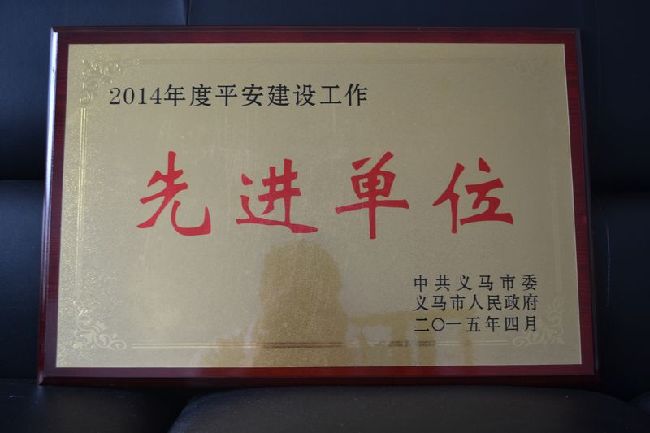 2014年度平安建设工作
先进单位
中共义马市委
义马市人民政府
二〇一五年四月